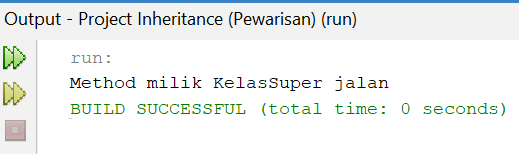 Output - Project Inheritance (Pewarisan) (run)
run:
Method milik KelasSuper jalan
BUILD SUCCESSFUL (total time: 0 seconds)